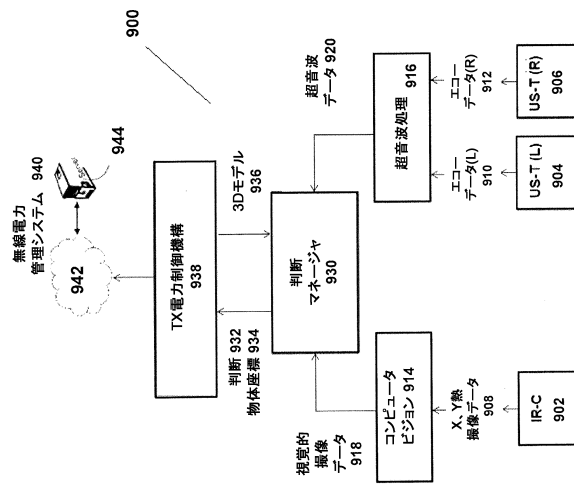 900
無線電力
管理システム 940
942
944
TX電力制御機構
938
判断 932
物体座標 934
3Dモデル
936
判断
マネージャ
930
視覚的
撮像
データ
918
超音波
データ 920
コンピュータ
ビジョン 914
超音波処理
916
X、Y熱
撮像データ
908
エコー
データ(L)
910
エコー
データ(R)
912
IR-C
902
US-T (L)
904
US-T (R)
906